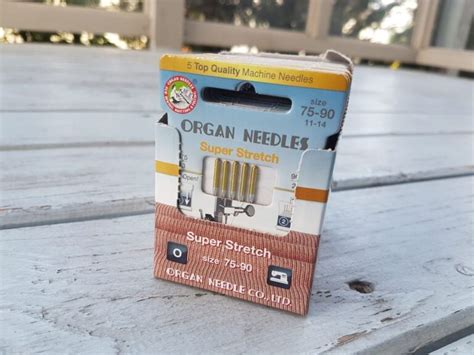 5 Top Quality Machine Needles
size
75-90
11-14
ORGAN NEEDLES
Super Stretch
Open
Super Stretch
size 75-90
ORGAN NEEDLE CO., LTD.